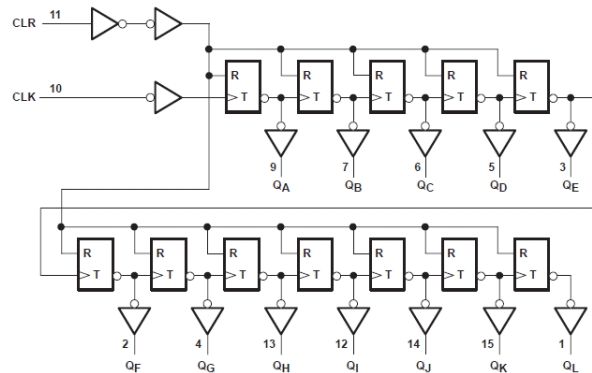 CLR 11
R R R R R
CLK 10
T T T T T
9 7 6 5 3
QA QB QC QD QE
R R R R R R R
T T T T T T T
2 4 13 12 14 15 1
QF QG QH QI QJ QK QL